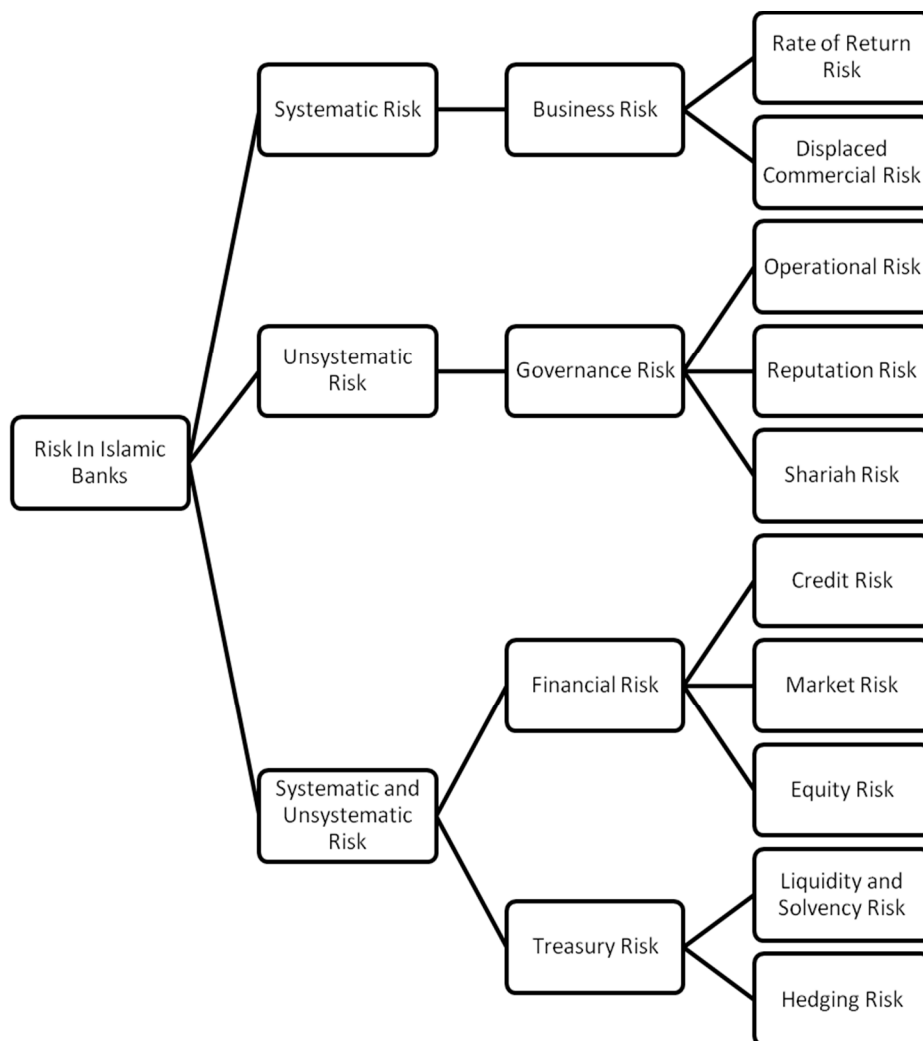 Risk In Islamic
Banks
Systematic Risk
Business Risk
Rate of Return
Risk
Displaced
Commercial Risk
Unsystematic
Risk
Governance Risk
Operational Risk
Reputation Risk
Shariah Risk
Systematic and
Unsystematic
Risk
Financial Risk
Credit Risk
Market Risk
Equity Risk
Treasury Risk
Liquidity and
Solvency Risk
Hedging Risk